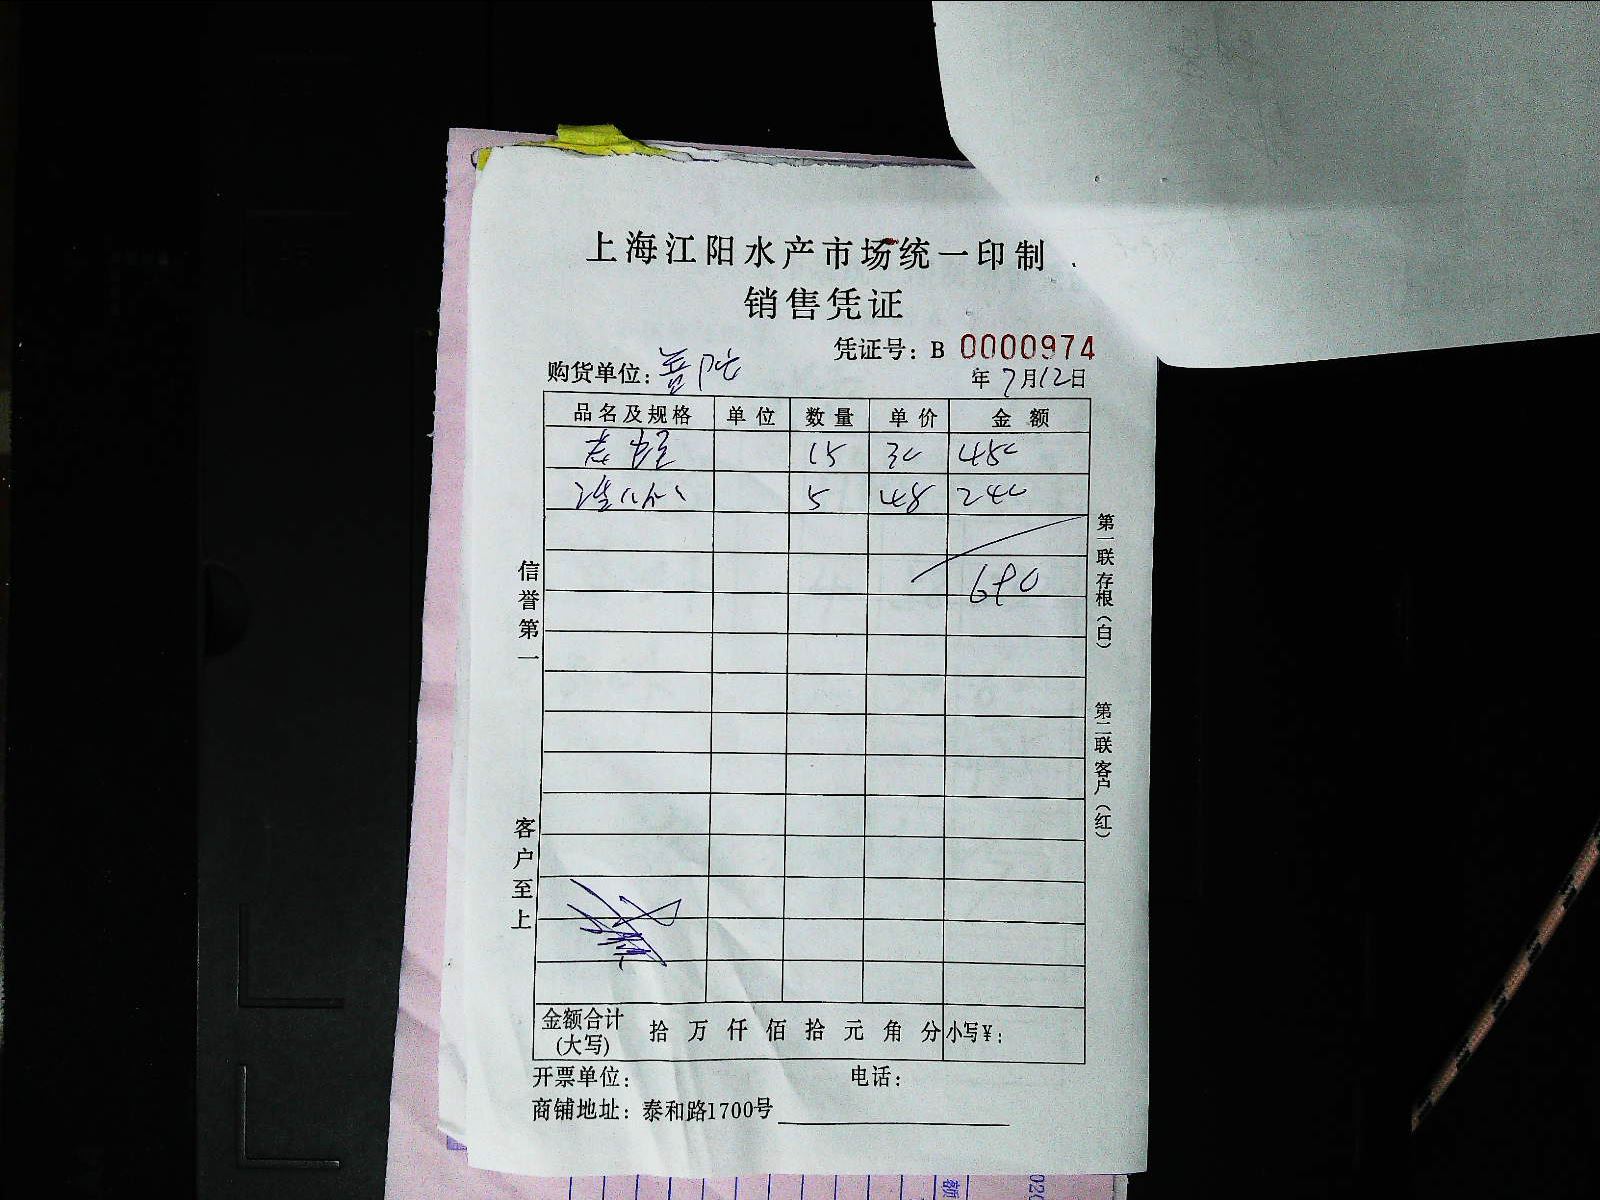 上海江阳水产市场统一印制
销售凭证
凭证号：B 0000974
购货单位：普陀
年 7月12日
品名及规格 单位 数量 单价 金额
15 30 450
5 48 240
690
信誉第一
客户至上
第一联存根（白）
第二联客户（红）
金额合计(大写) 拾 万 仟 佰 拾 元 角 分 小写¥：
开票单位： 电话：
商铺地址：泰和路1700号